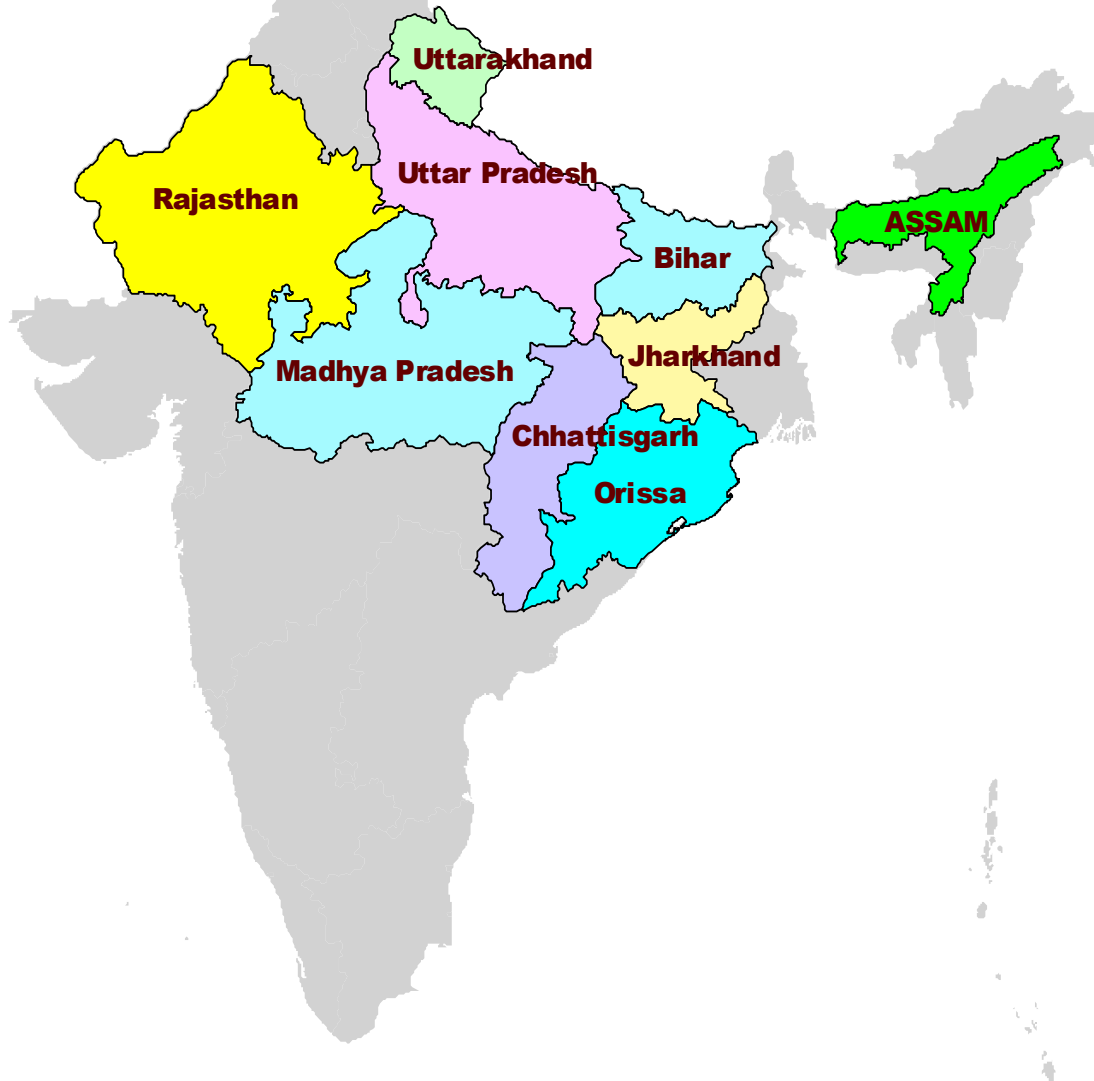 Uttarakhand
Uttar Pradesh
Rajasthan
ASSAM
Bihar
Jharkhand
Madhya Pradesh
Chhattisgarh
Orissa